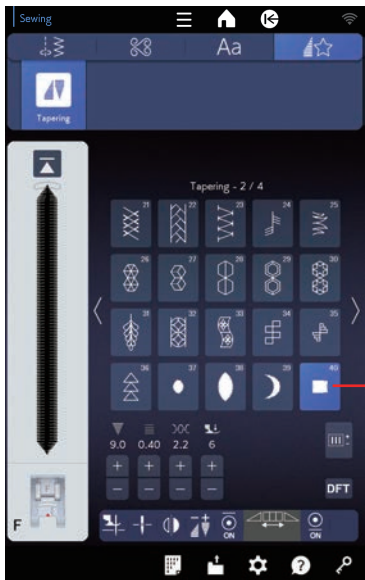 Sewing
Aa
Tapering
Tapering - 2 / 4
21 22 23 24 25
26 27 28 29 30
31 32 33 34 35
36 37 38 39 40
9.0 0.40 2.2 6
+ + + +
− − − −
DFT
F
ON ON
?